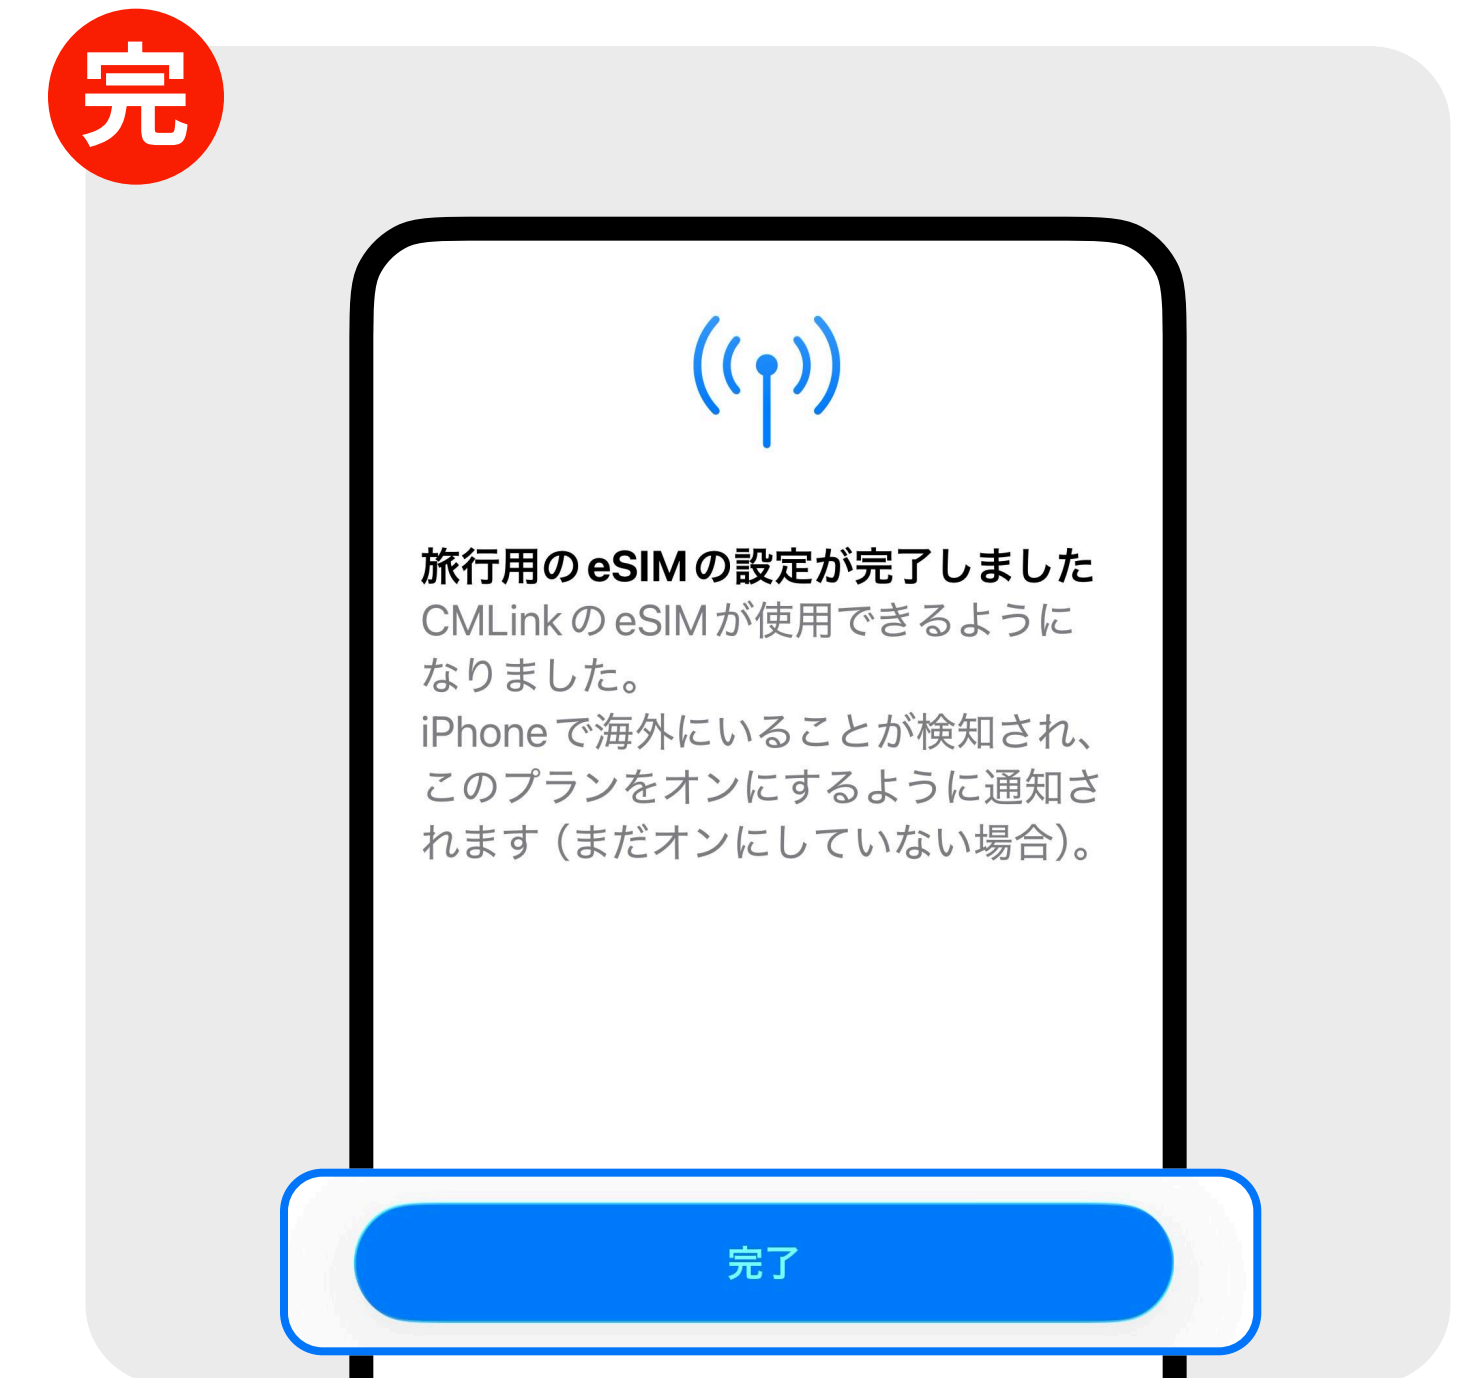 完
旅行用のeSIMの設定が完了しました
CMLinkのeSIMが使用できるように
なりました。
iPhoneで海外にいることが検知され、
このプランをオンにするように通知さ
れます（まだオンにしていない場合）。
完了